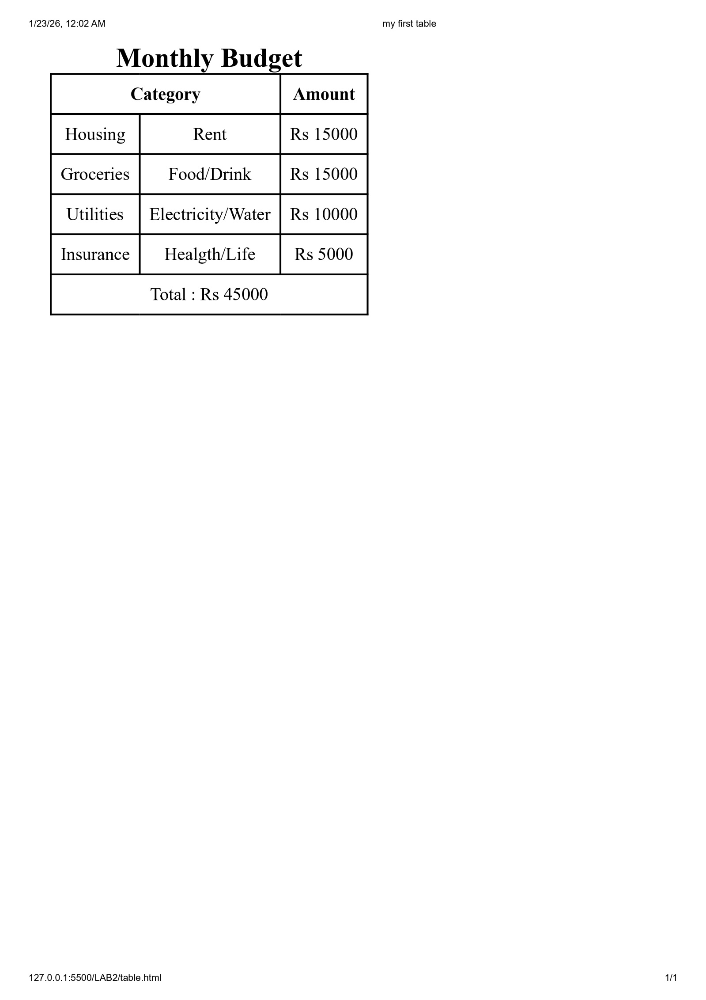 1/23/26, 12:02 AM my first table
Monthly Budget
Category Amount
Housing Rent Rs 15000
Groceries Food/Drink Rs 15000
Utilities Electricity/Water Rs 10000
Insurance Healgth/Life Rs 5000
Total : Rs 45000
127.0.0.1:5500/LAB2/table.html 1/1